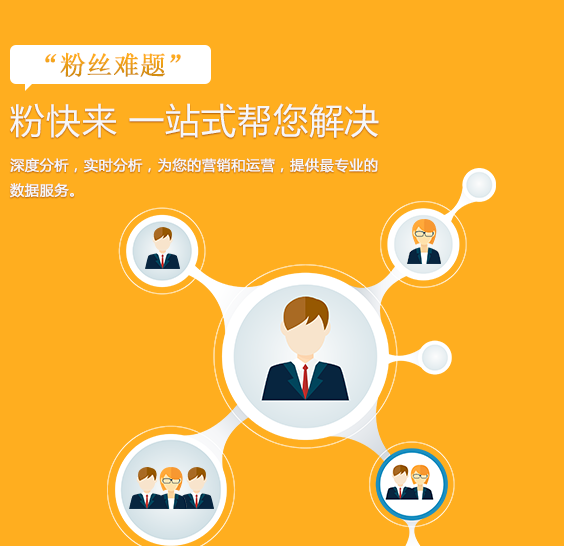 “粉丝难题”
粉快来 一站式帮您解决
深度分析，实时分析，为您的营销和运营，提供最专业的
数据服务。